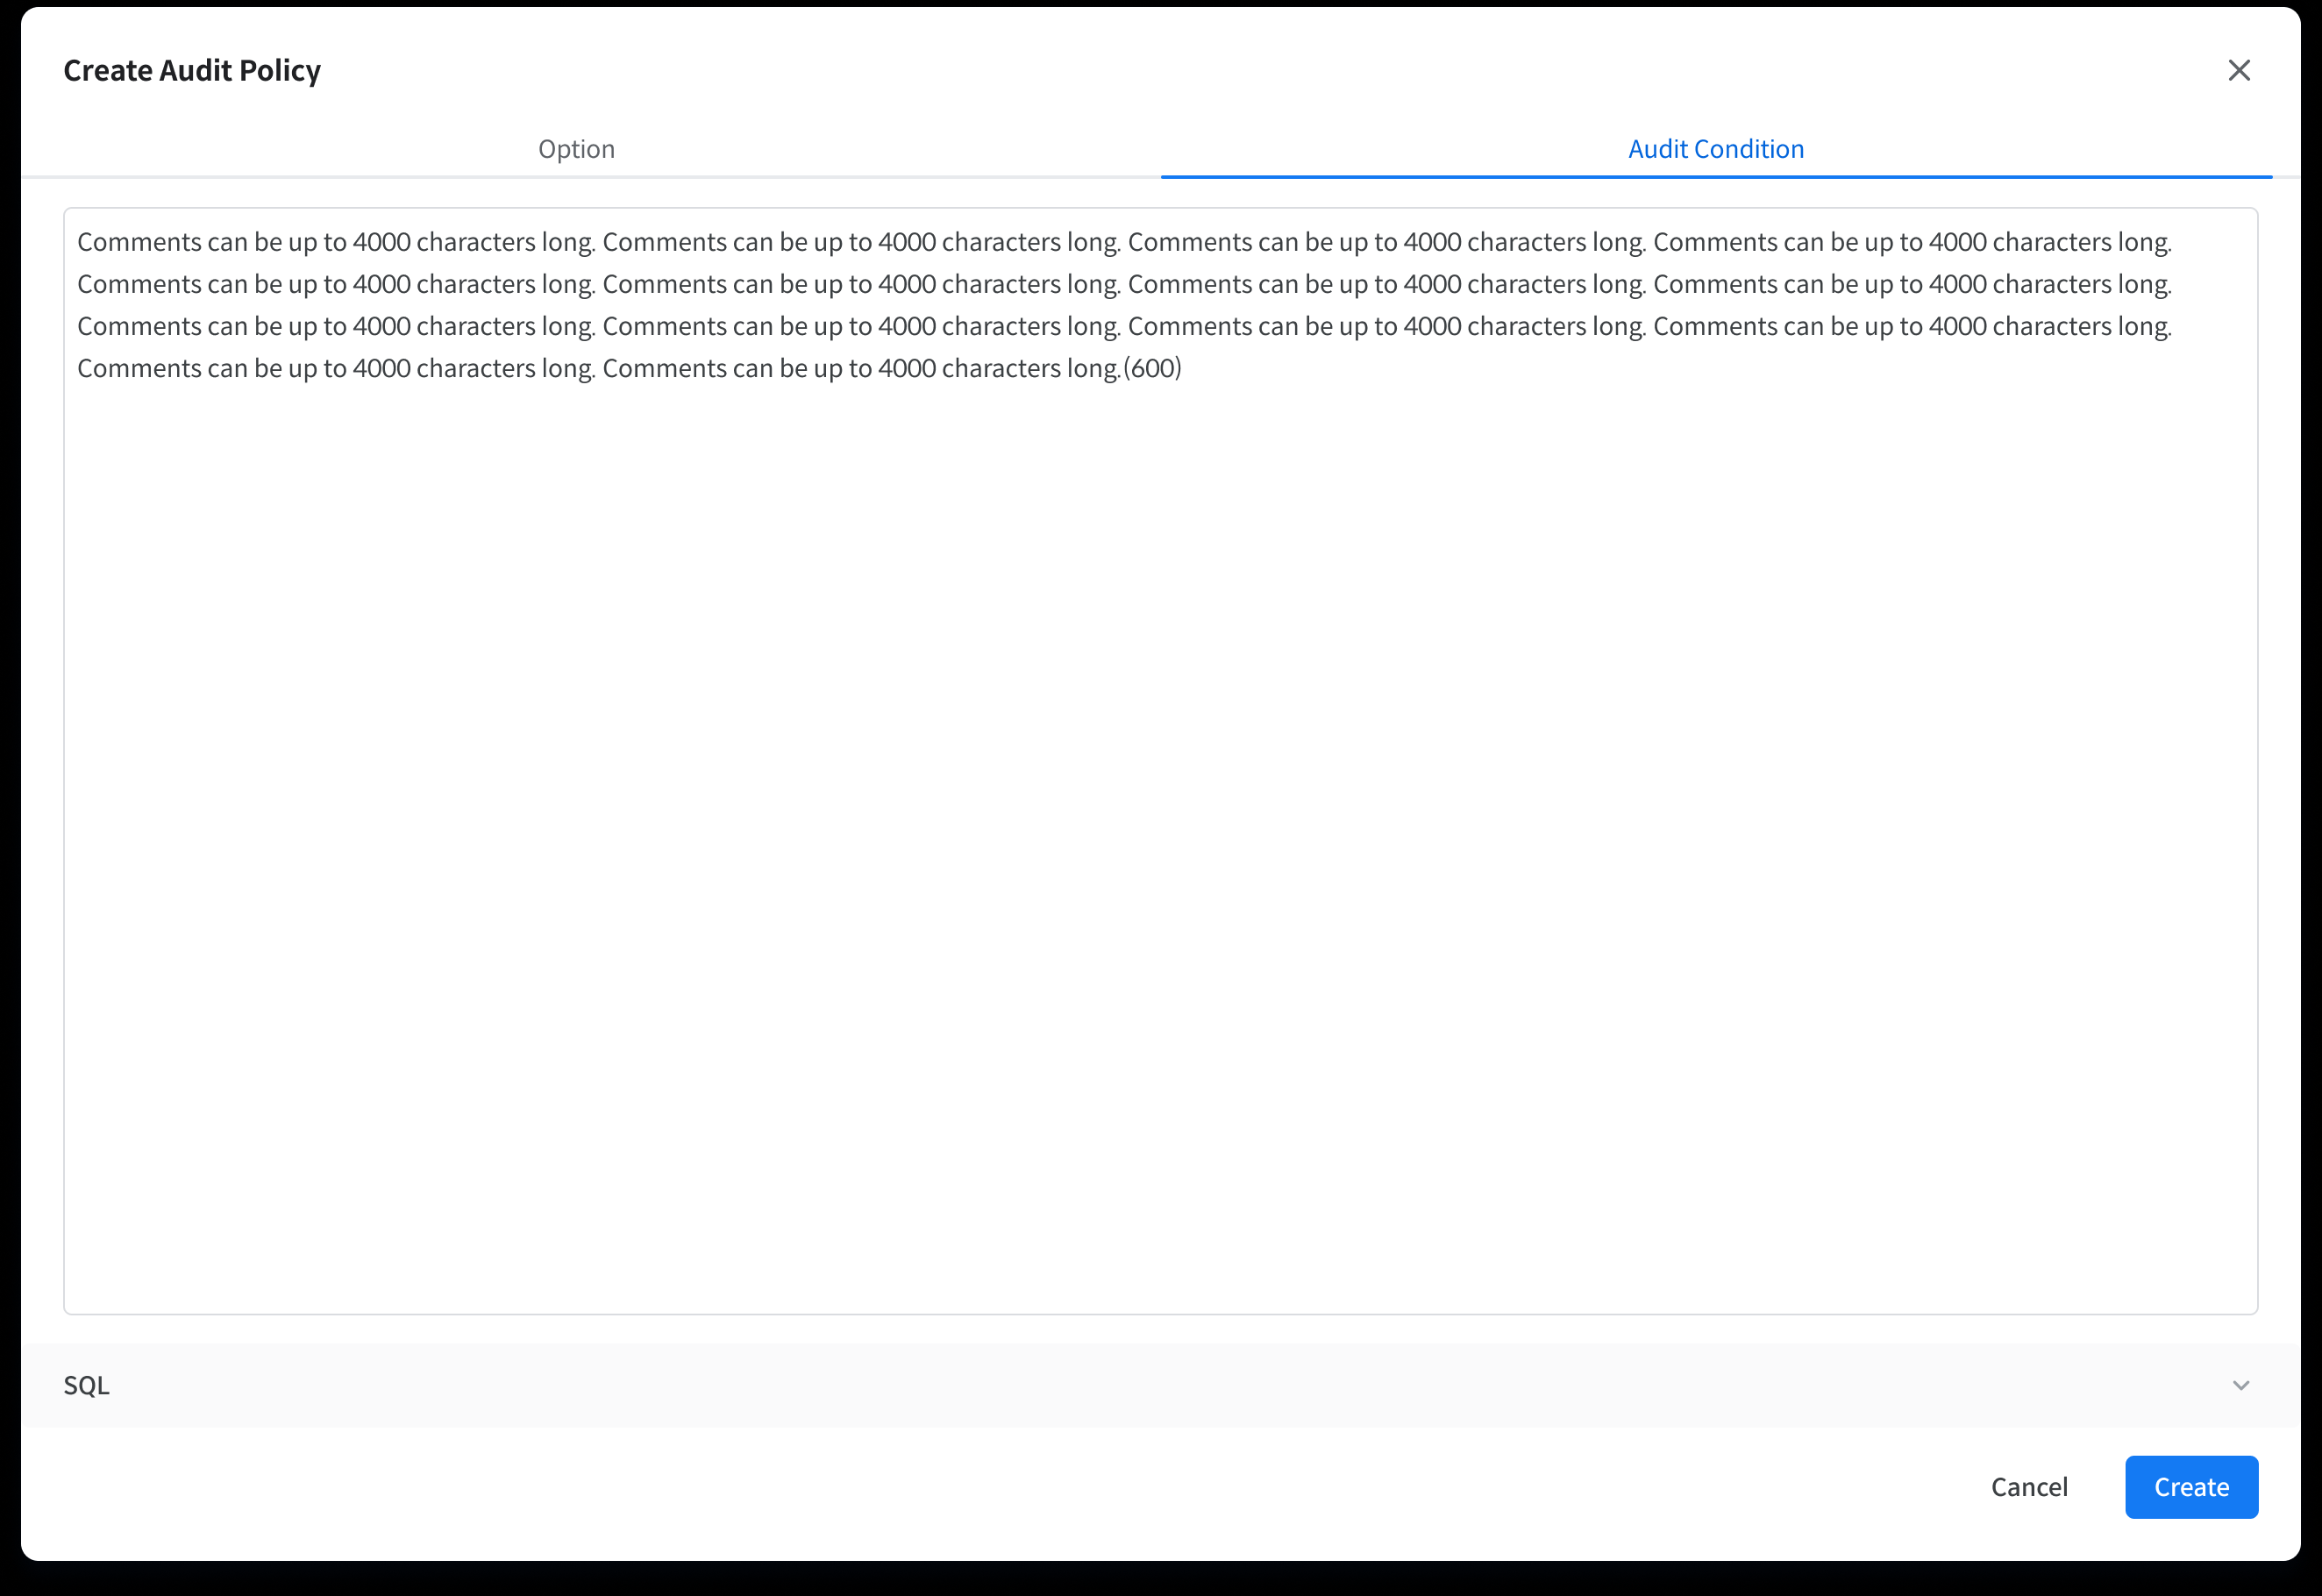 Create Audit Policy
Option
Audit Condition
Comments can be up to 4000 characters long. Comments can be up to 4000 characters long. Comments can be up to 4000 characters long. Comments can be up to 4000 characters long.
Comments can be up to 4000 characters long. Comments can be up to 4000 characters long. Comments can be up to 4000 characters long. Comments can be up to 4000 characters long.
Comments can be up to 4000 characters long. Comments can be up to 4000 characters long. Comments can be up to 4000 characters long. Comments can be up to 4000 characters long.
Comments can be up to 4000 characters long. Comments can be up to 4000 characters long.(600)
SQL
Cancel
Create